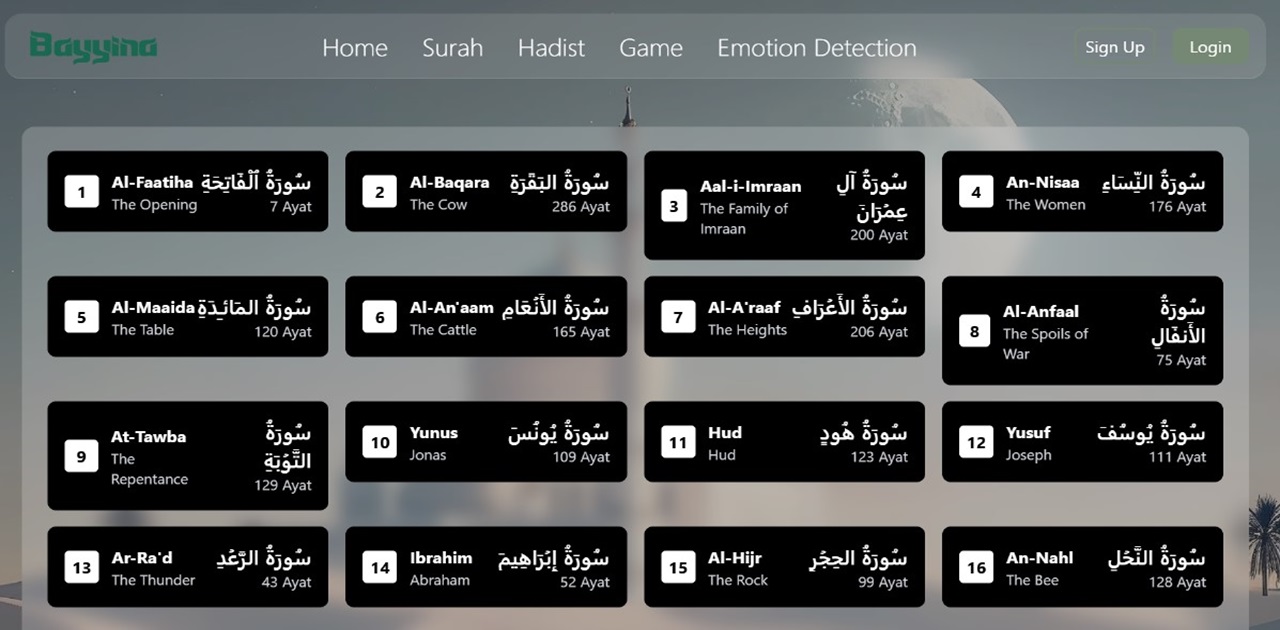 Bayyina
Home Surah Hadist Game Emotion Detection
Sign Up Login
1 Al-Faatiha سُورَةُ ٱلْفَاتِحَةِ
The Opening 7 Ayat
2 Al-Baqara سُورَةُ البَقَرَةِ
The Cow 286 Ayat
3 Aal-i-Imraan سُورَةُ آلِ
The Family of عِمۡرَانَ
Imraan 200 Ayat
4 An-Nisaa سُورَةُ النِّسَاءِ
The Women 176 Ayat
5 Al-Maaida سُورَةُ المَائـِدَةِ
The Table 120 Ayat
6 Al-An'aam سُورَةُ الأَنۡعَامِ
The Cattle 165 Ayat
7 Al-A'raaf سُورَةُ الأَعۡرَافِ
The Heights 206 Ayat
8 Al-Anfaal سُورَةُ
The Spoils of الأَنفَالِ
War 75 Ayat
9 At-Tawba سُورَةُ
The التَّوۡبَةِ
Repentance 129 Ayat
10 Yunus سُورَةُ يُونُسَ
Jonas 109 Ayat
11 Hud سُورَةُ هُودٍ
Hud 123 Ayat
12 Yusuf سُورَةُ يُوسُفَ
Joseph 111 Ayat
13 Ar-Ra'd سُورَةُ الرَّعۡدِ
The Thunder 43 Ayat
14 Ibrahim سُورَةُ إِبۡرَاهِيمَ
Abraham 52 Ayat
15 Al-Hijr سُورَةُ الحِجۡرِ
The Rock 99 Ayat
16 An-Nahl سُورَةُ النَّحۡلِ
The Bee 128 Ayat